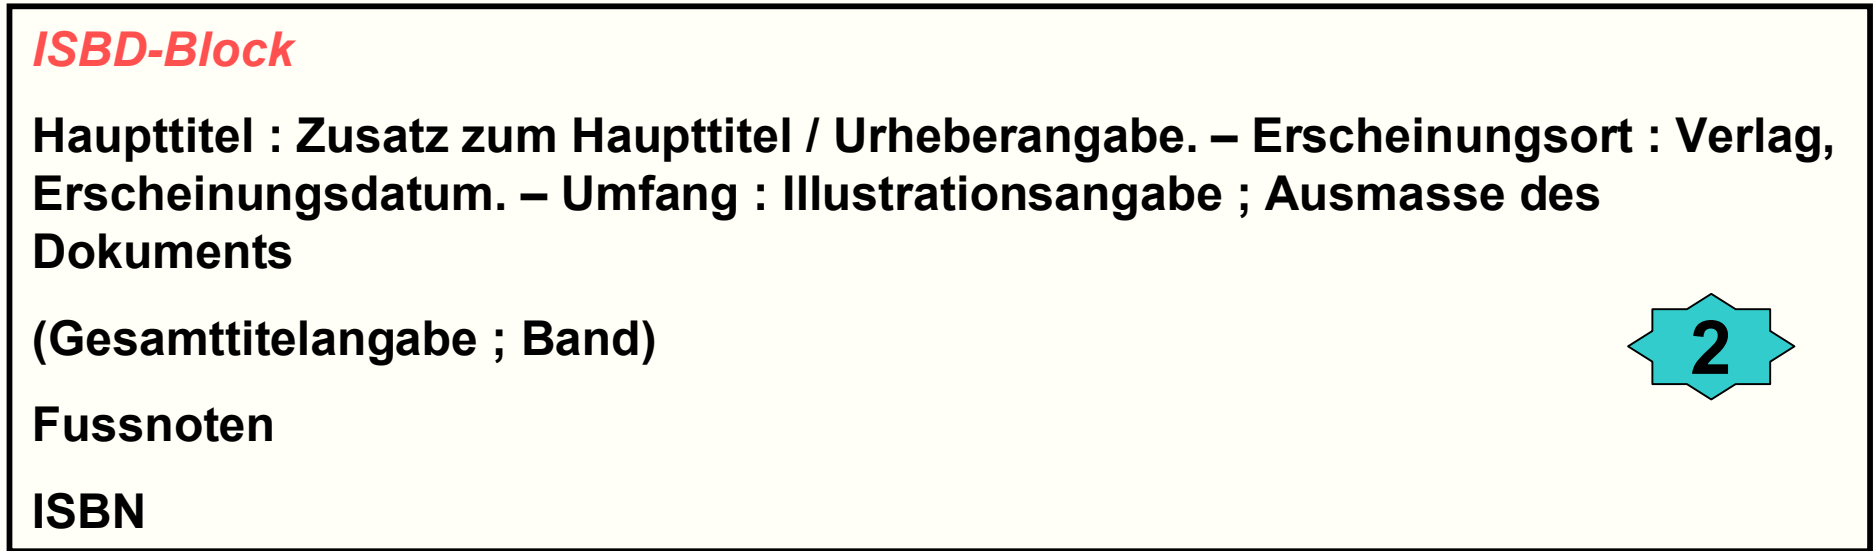 ISBD-Block
Haupttitel : Zusatz zum Haupttitel / Urheberangabe. – Erscheinungsort : Verlag,
Erscheinungsdatum. – Umfang : Illustrationsangabe ; Ausmasse des
Dokuments
(Gesamttitelangabe ; Band)
2
Fussnoten
ISBN